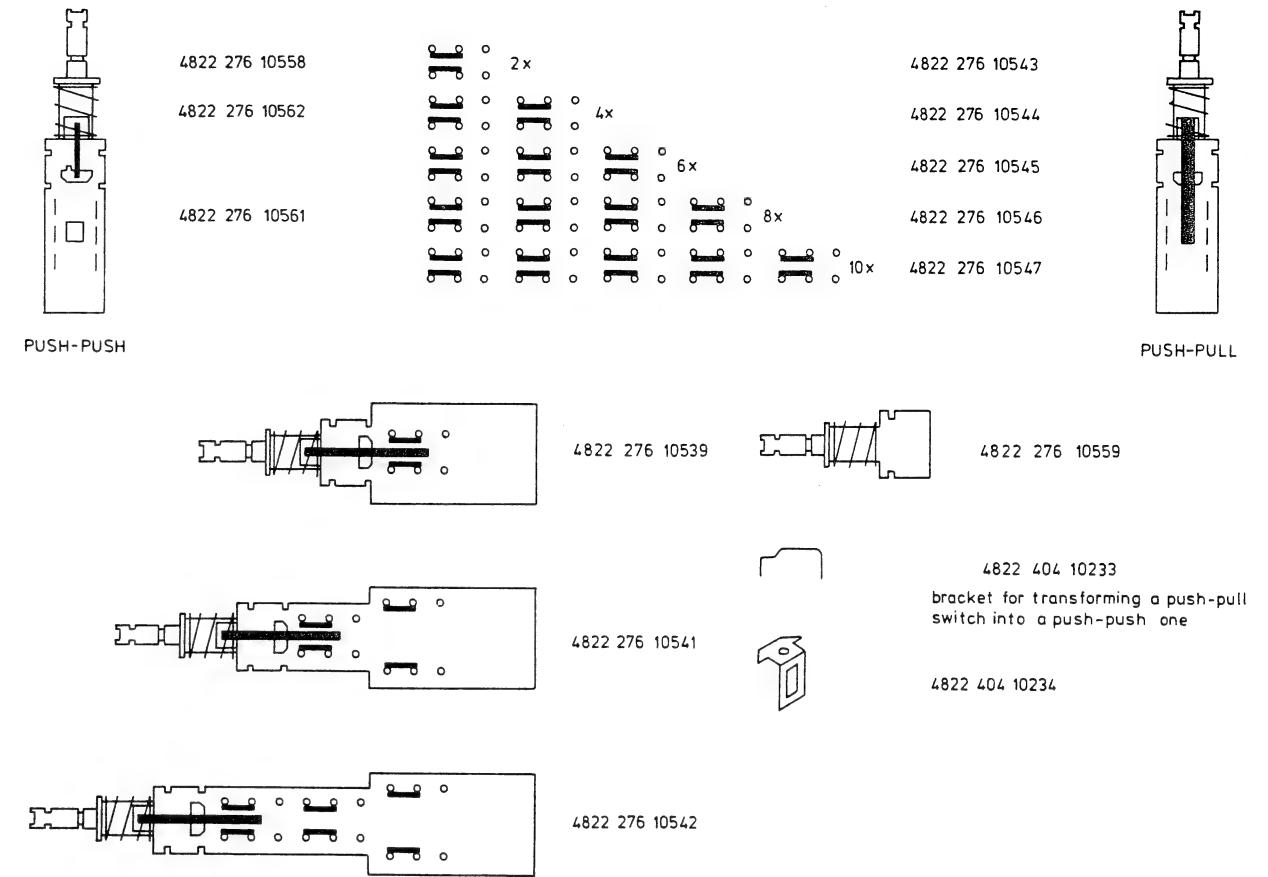 4822 276 10558
2x
4822 276 10543
4822 276 10562
4x
4822 276 10544
6x
4822 276 10545
4822 276 10561
8x
4822 276 10546
10x
4822 276 10547
PUSH-PUSH
PUSH-PULL
4822 276 10539
4822 276 10559
4822 404 10233
bracket for transforming a push-pull
switch into a push-push one
4822 276 10541
4822 404 10234
4822 276 10542